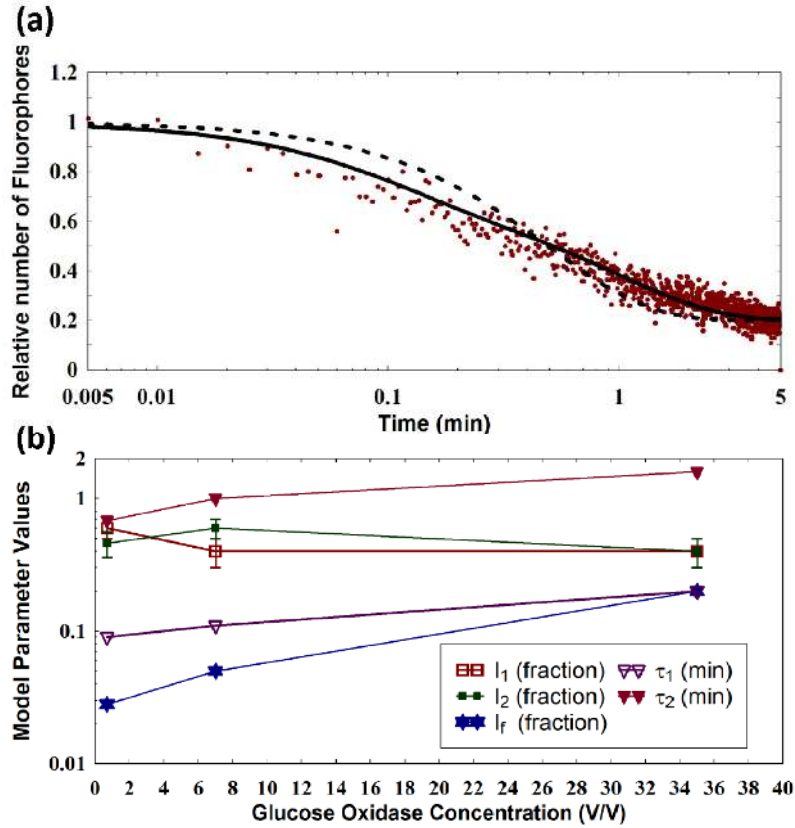 (a)
Relative number of Fluorophores
1.2
1
0.8
0.6
0.4
0.2
0
0.005 0.01 0.1 1 5
Time (min)
(b)
Model Parameter Values
2
1
0.1
0.01
I1 (fraction) τ1 (min)
I2 (fraction) τ2 (min)
If (fraction)
0 2 4 6 8 10 12 14 16 18 20 22 24 26 28 30 32 34 36 38 40
Glucose Oxidase Concentration (V/V)